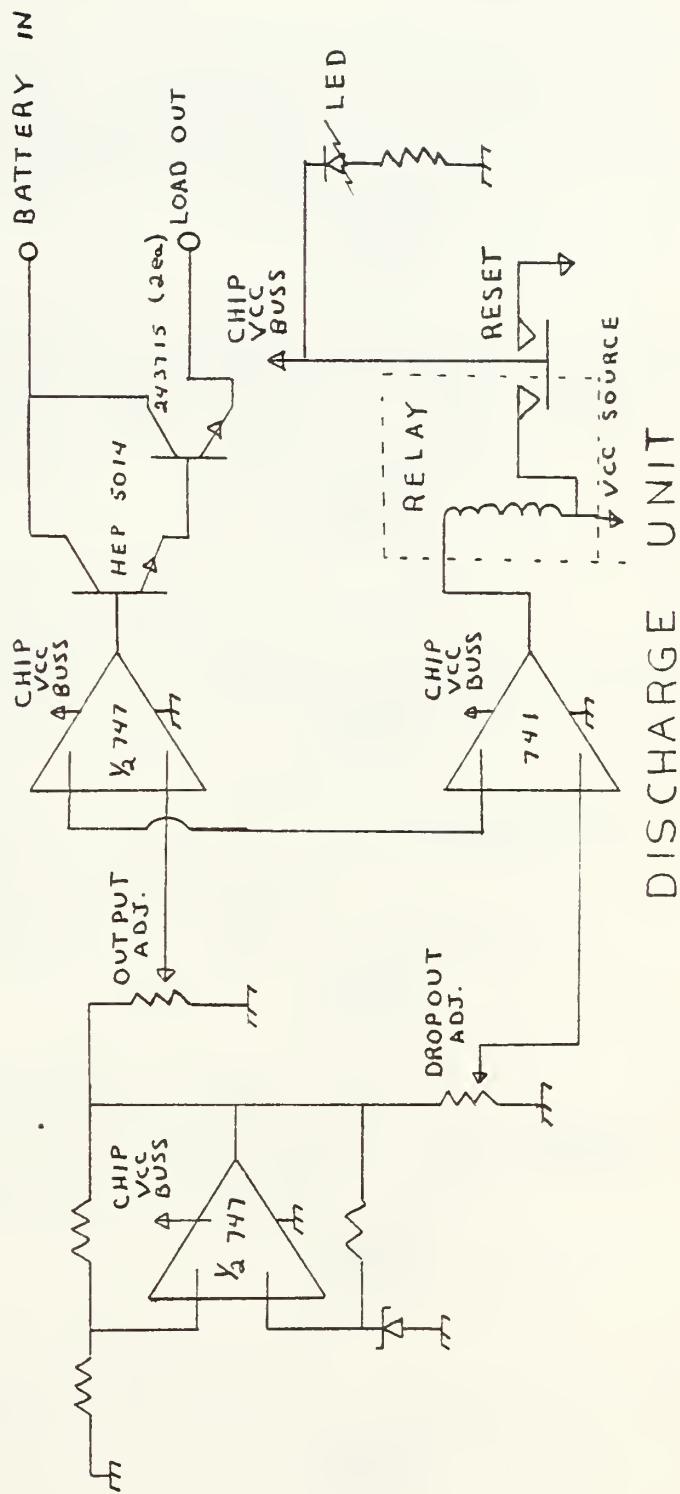 BATTERY IN
LOAD OUT
2N3715 (2ea)
HEP 5014
CHIP
VCC
BUSS
½ 747
OUTPUT
ADJ.
CHIP
VCC
BUSS
½ 747
DROPOUT
ADJ.
CHIP
VCC
BUSS
741
RELAY
VCC SOURCE
RESET
CHIP
VCC
BUSS
LED
DISCHARGE UNIT